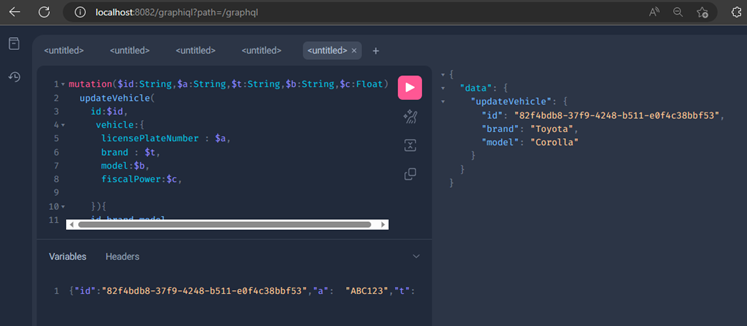 localhost:8082/graphiql?path=/graphql
A
<untitled> <untitled> <untitled> <untitled> <untitled> × +
1 mutation($id:String,$a:String,$t:String,$b:String,$c:Float)
2 updateVehicle(
3 id:$id,
4 vehicle:{
5 licensePlateNumber : $a,
6 brand : $t,
7 model:$b,
8 fiscalPower:$c,
9
10 }){
11 id brand model
Variables Headers
1 {"id":"82f4bdb8-37f9-4248-b511-e0f4c38bbf53","a": "ABC123","t":
{
"data": {
"updateVehicle": {
"id": "82f4bdb8-37f9-4248-b511-e0f4c38bbf53",
"brand": "Toyota",
"model": "Corolla"
}
}
}